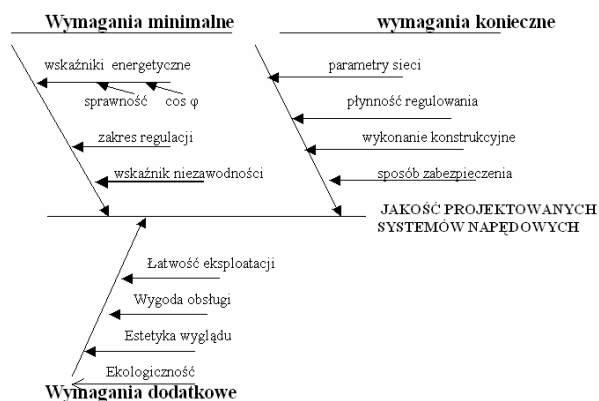 Wymagania minimalne
wymagania konieczne
wskaźniki energetyczne
sprawność cos φ
zakres regulacji
wskaźnik niezawodności
parametry sieci
płynność regulowania
wykonanie konstrukcyjne
sposób zabezpieczenia
JAKOŚĆ PROJEKTOWANYCH
SYSTEMÓW NAPĘDOWYCH
Łatwość eksploatacji
Wygoda obsługi
Estetyka wyglądu
Ekologiczność
Wymagania dodatkowe